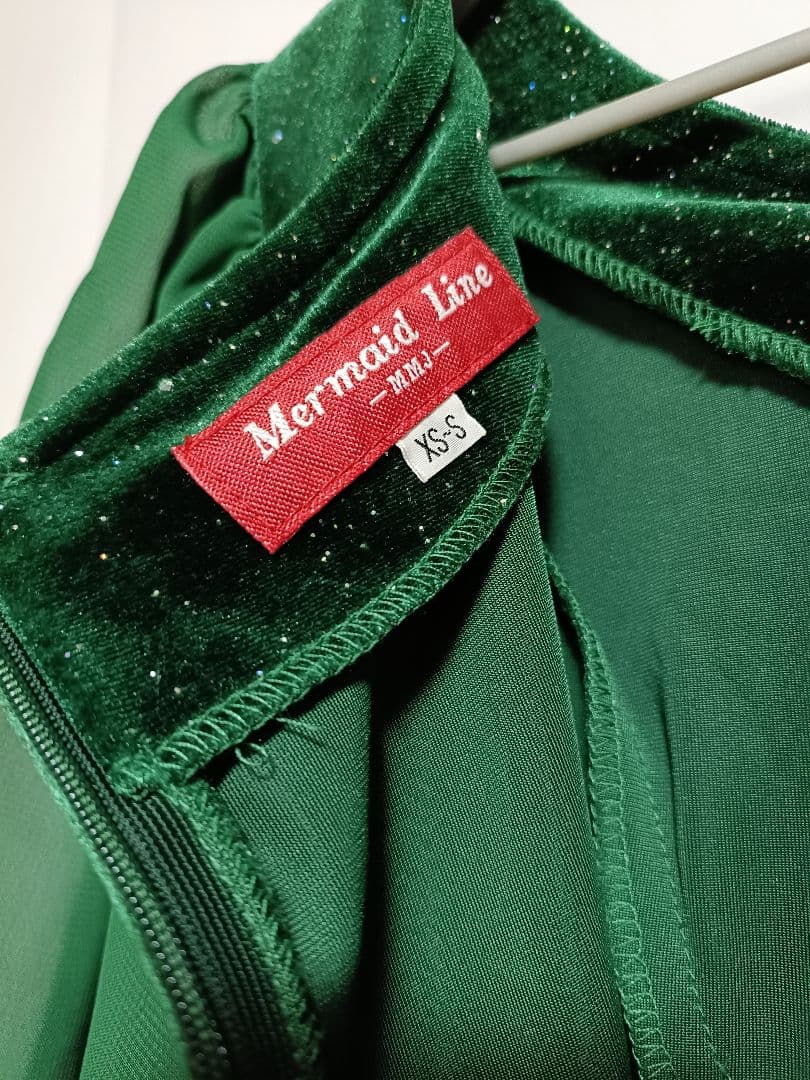 Mermaid Line
—MMJ—
XS~S